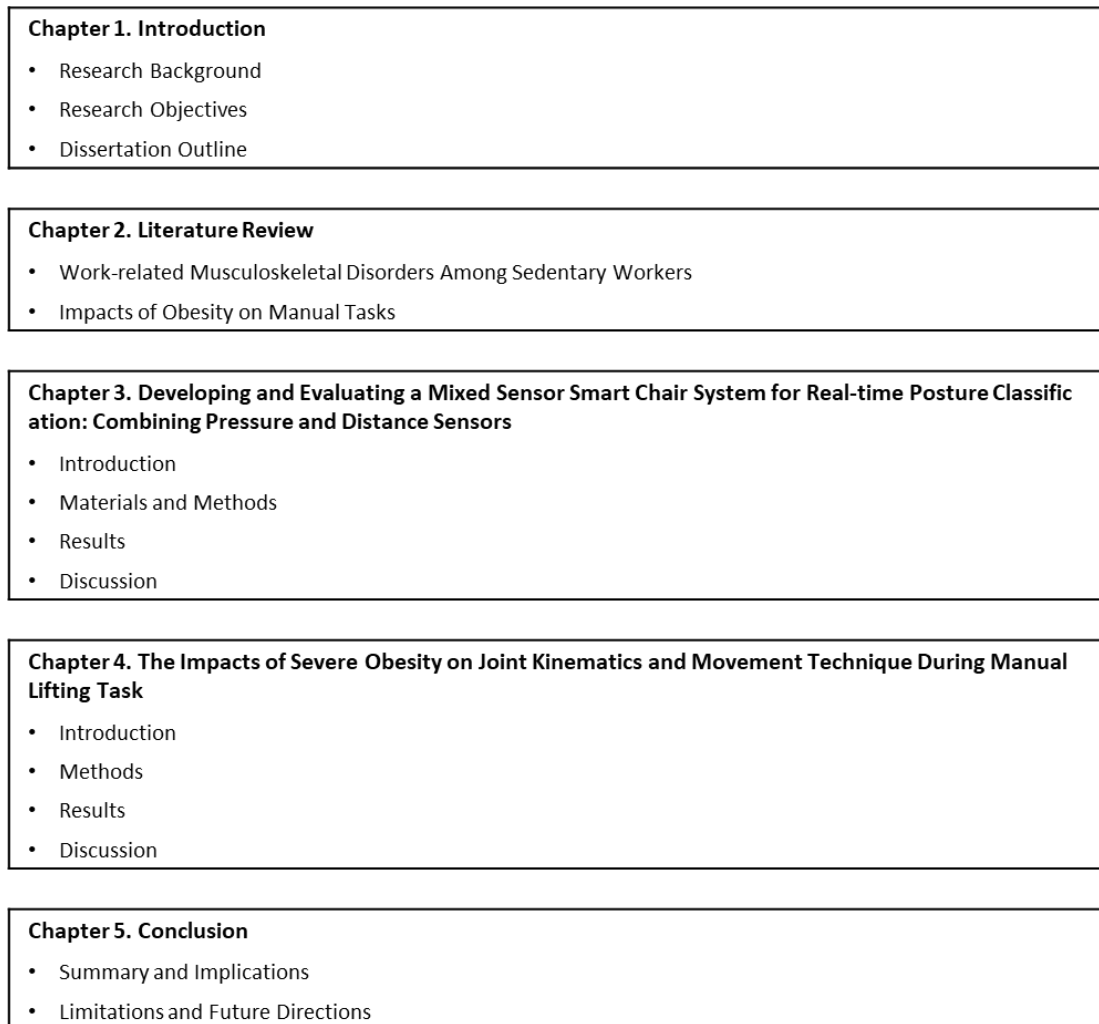 Chapter 1. Introduction
• Research Background
• Research Objectives
• Dissertation Outline
Chapter 2. Literature Review
• Work-related Musculoskeletal Disorders Among Sedentary Workers
• Impacts of Obesity on Manual Tasks
Chapter 3. Developing and Evaluating a Mixed Sensor Smart Chair System for Real-time Posture Classific
ation: Combining Pressure and Distance Sensors
• Introduction
• Materials and Methods
• Results
• Discussion
Chapter 4. The Impacts of Severe Obesity on Joint Kinematics and Movement Technique During Manual
Lifting Task
• Introduction
• Methods
• Results
• Discussion
Chapter 5. Conclusion
• Summary and Implications
• Limitations and Future Directions